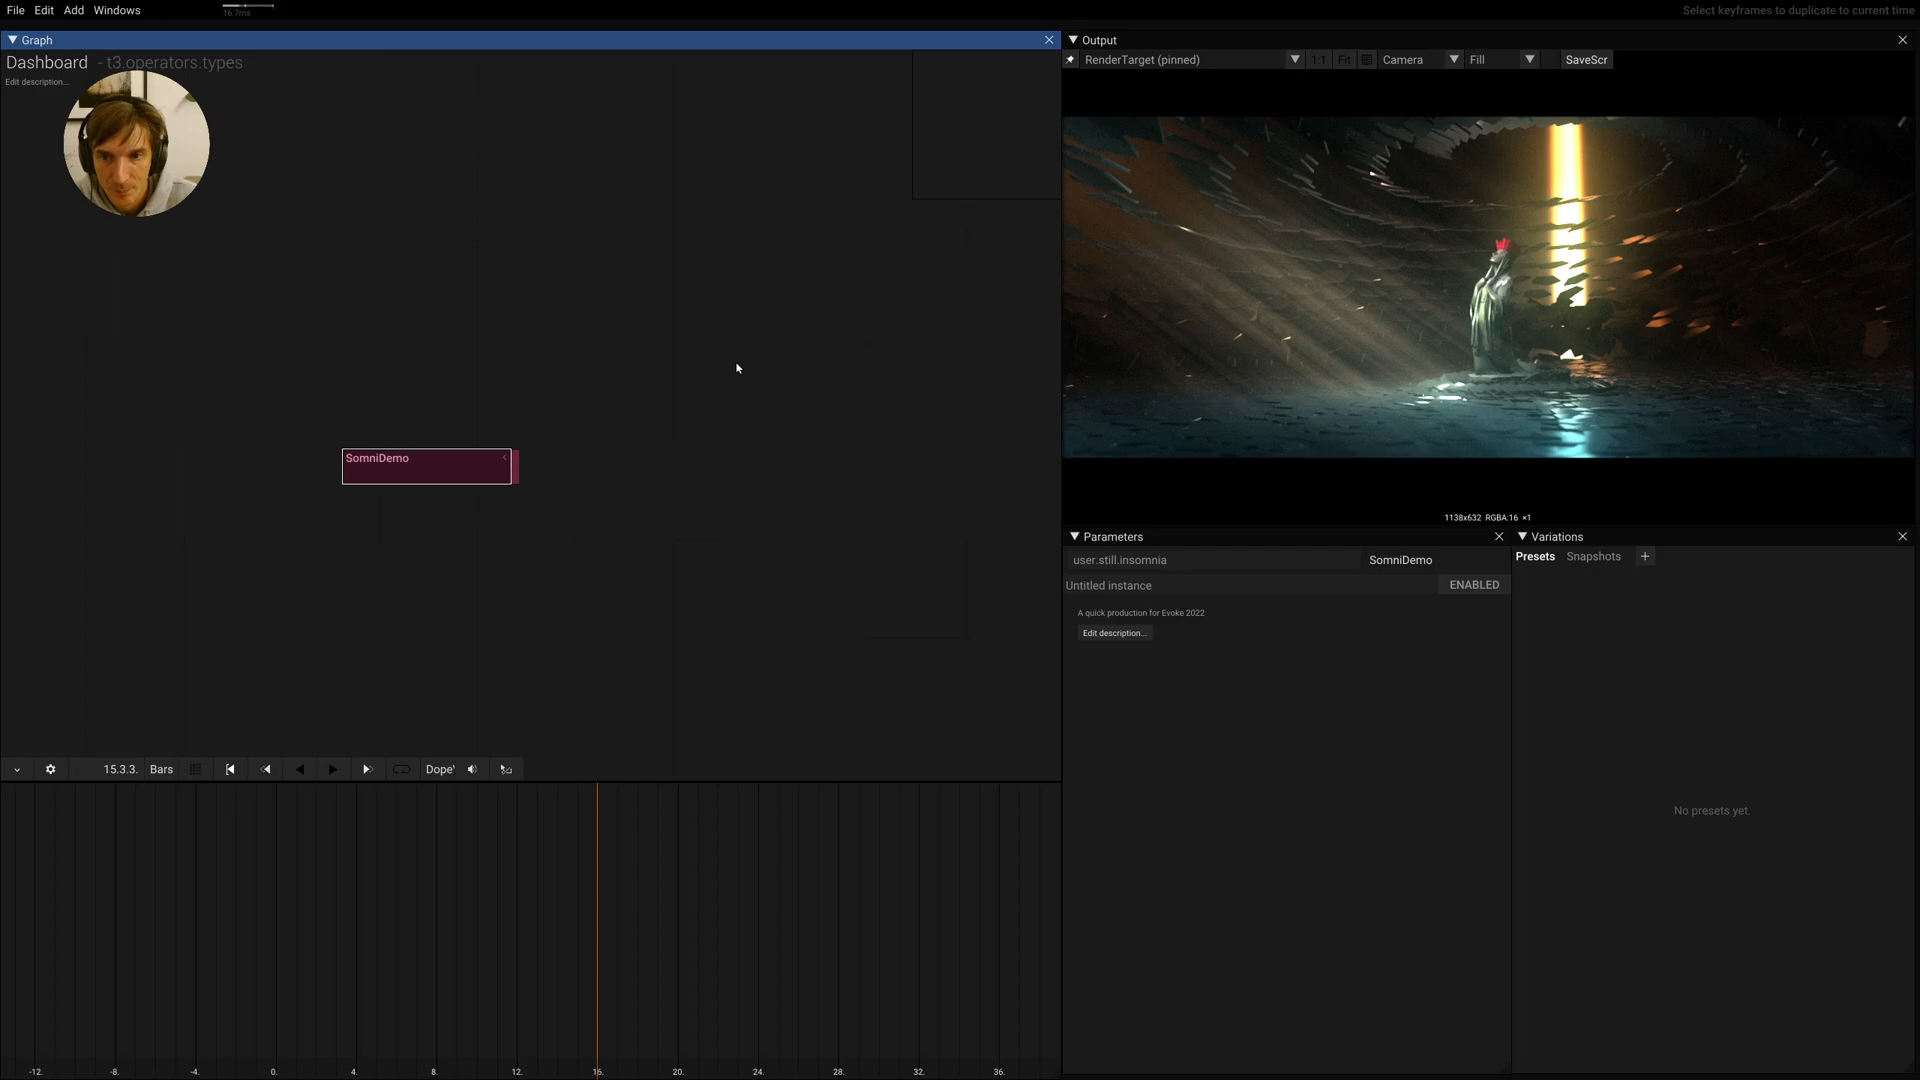 File Edit Add Windows
16.7ms
Select keyframes to duplicate to current time
Graph
Dashboard - t3.operators.types
Edit description...
SomniDemo
15.3.3. Bars Dope'
-12. -8. -4. 0. 4. 8. 12. 16. 20. 24. 28. 32. 36.
Output
RenderTarget (pinned) 1:1 Fit Camera Fill SaveScr
1138x632 RGBA:16 ×1
Parameters
user.still.insomnia SomniDemo
Untitled instance ENABLED
A quick production for Evoke 2022
Edit description...
Variations
Presets Snapshots +
No presets yet.